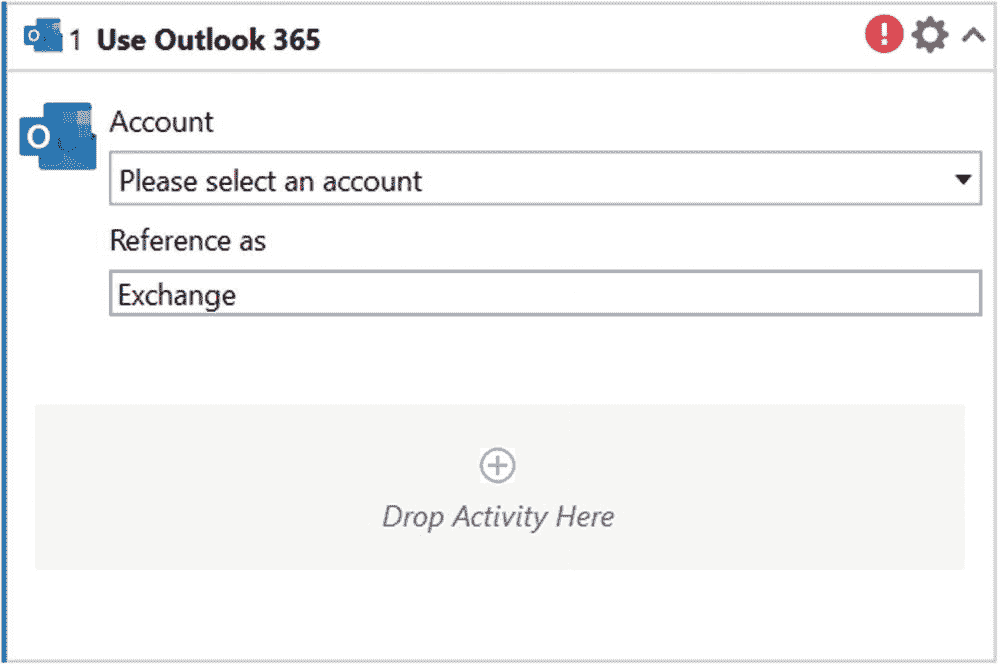 1 Use Outlook 365
Account
Please select an account
Reference as
Exchange
Drop Activity Here